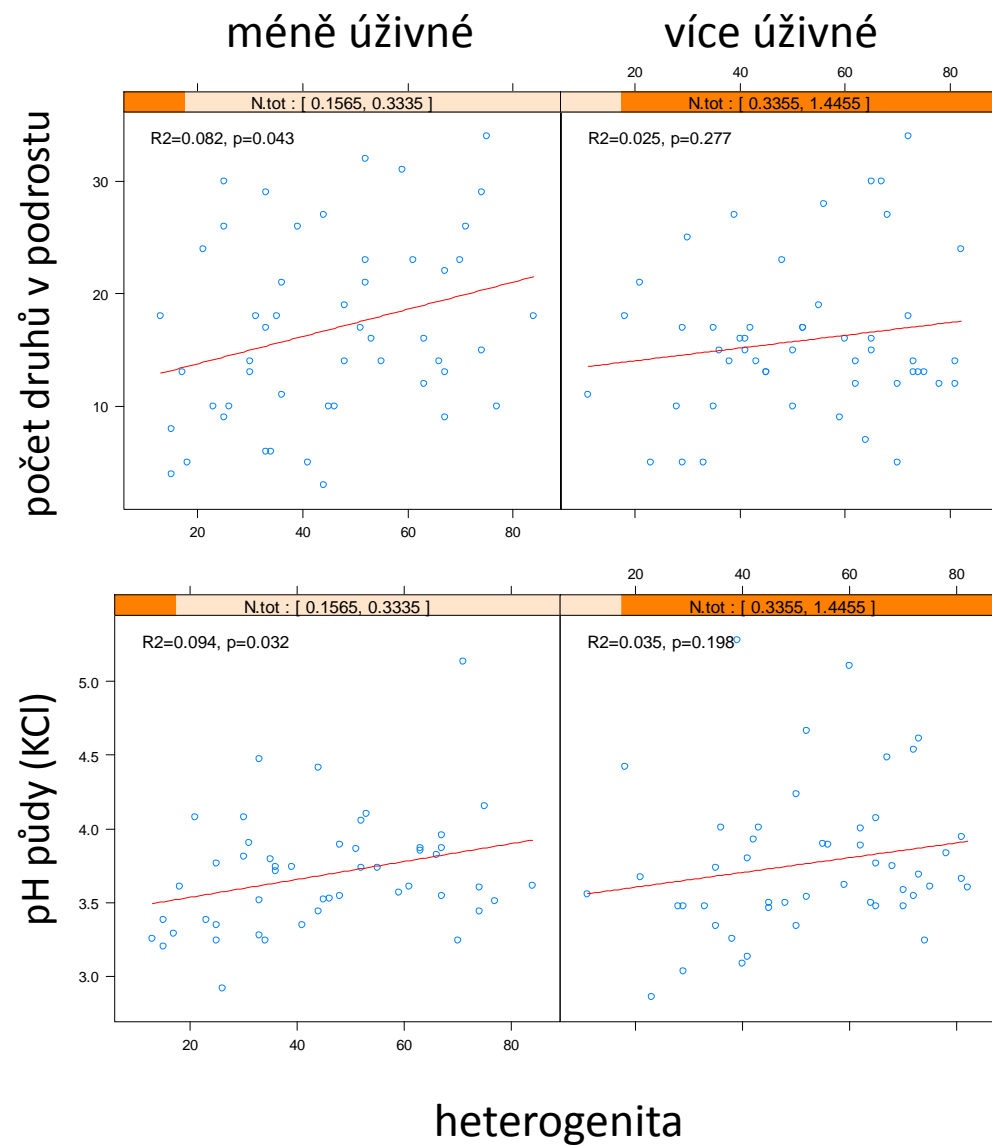 méně úživné
více úživné
20 40 60 80
N.tot : [ 0.1565, 0.3335 ]
N.tot : [ 0.3355, 1.4455 ]
R2=0.082, p=0.043
R2=0.025, p=0.277
počet druhů v podrostu
30
20
10
20 40 60 80
20 40 60 80
N.tot : [ 0.1565, 0.3335 ]
N.tot : [ 0.3355, 1.4455 ]
R2=0.094, p=0.032
R2=0.035, p=0.198
pH půdy (KCl)
5.0
4.5
4.0
3.5
3.0
20 40 60 80
heterogenita